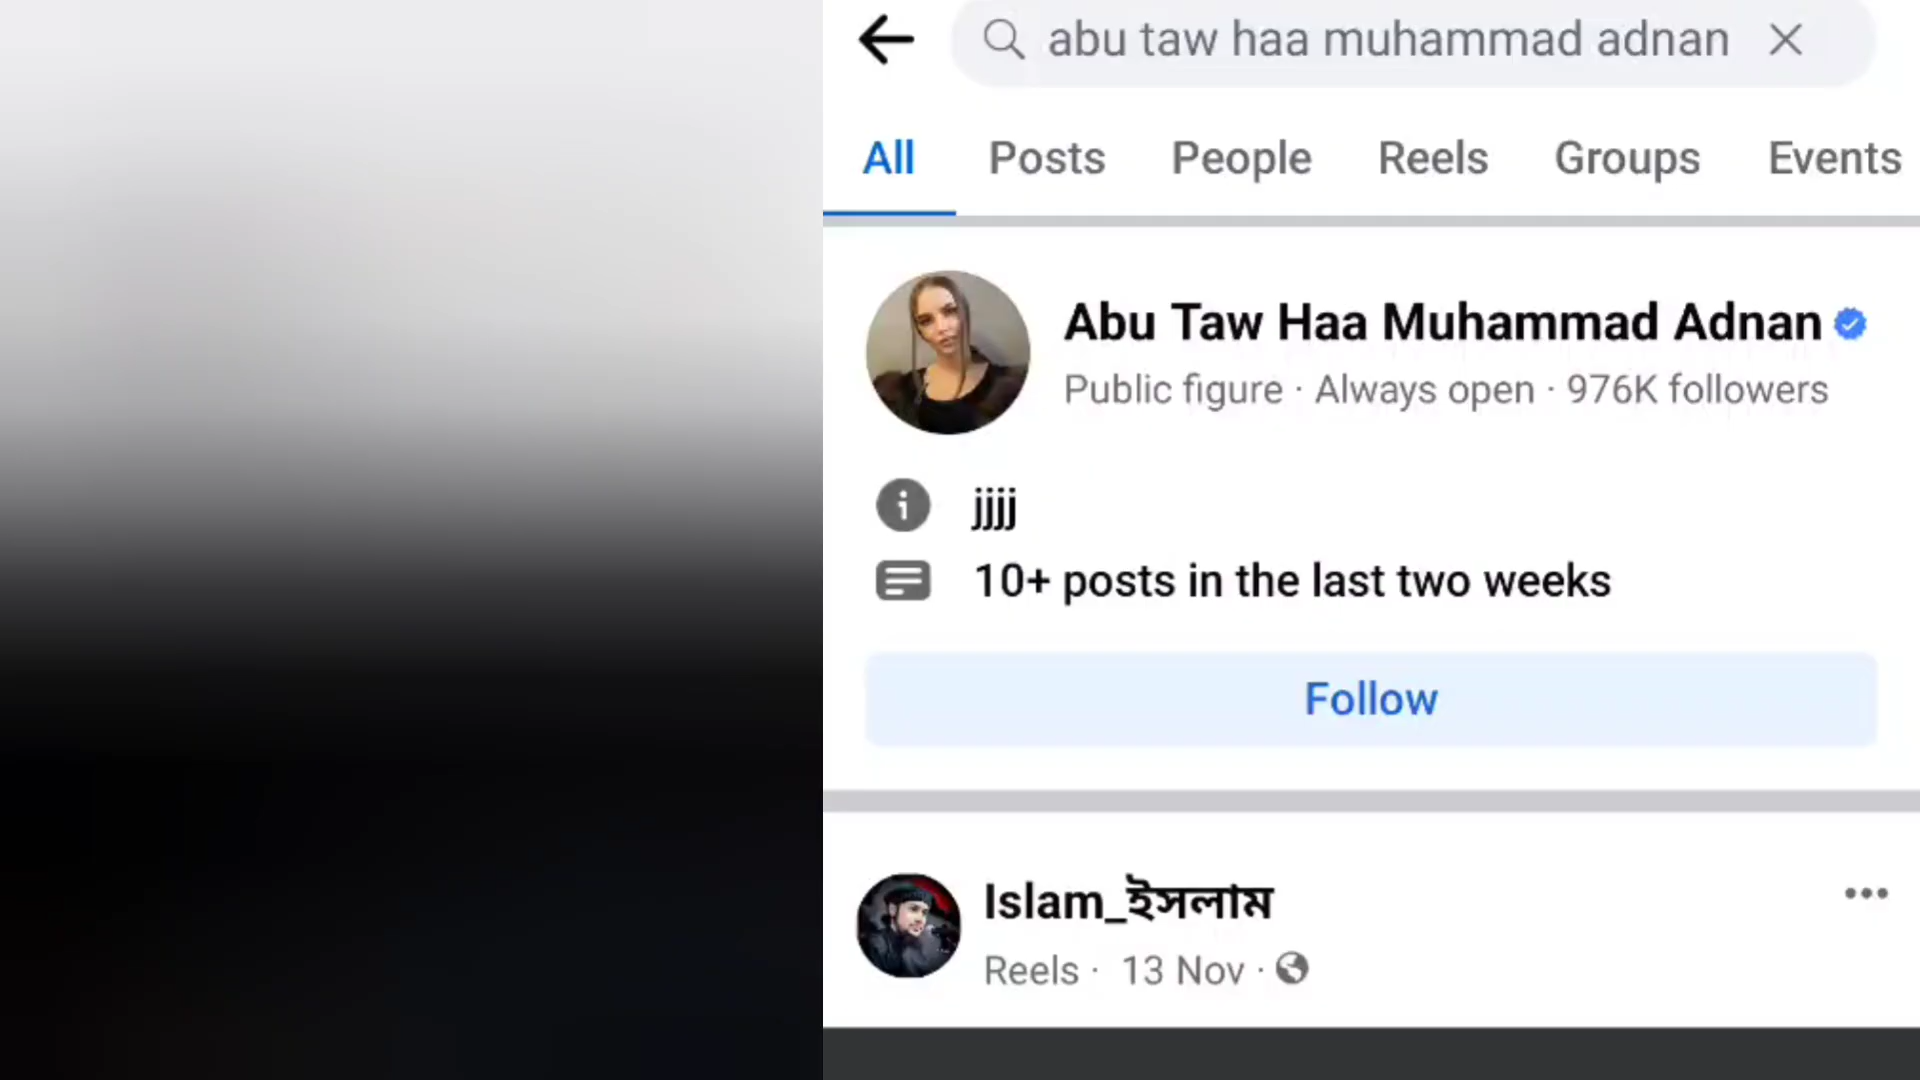 abu taw haa muhammad adnan
All Posts People Reels Groups Events
Abu Taw Haa Muhammad Adnan
Public figure · Always open · 976K followers
jjjj
10+ posts in the last two weeks
Follow
Islam_ইসলাম
Reels · 13 Nov ·